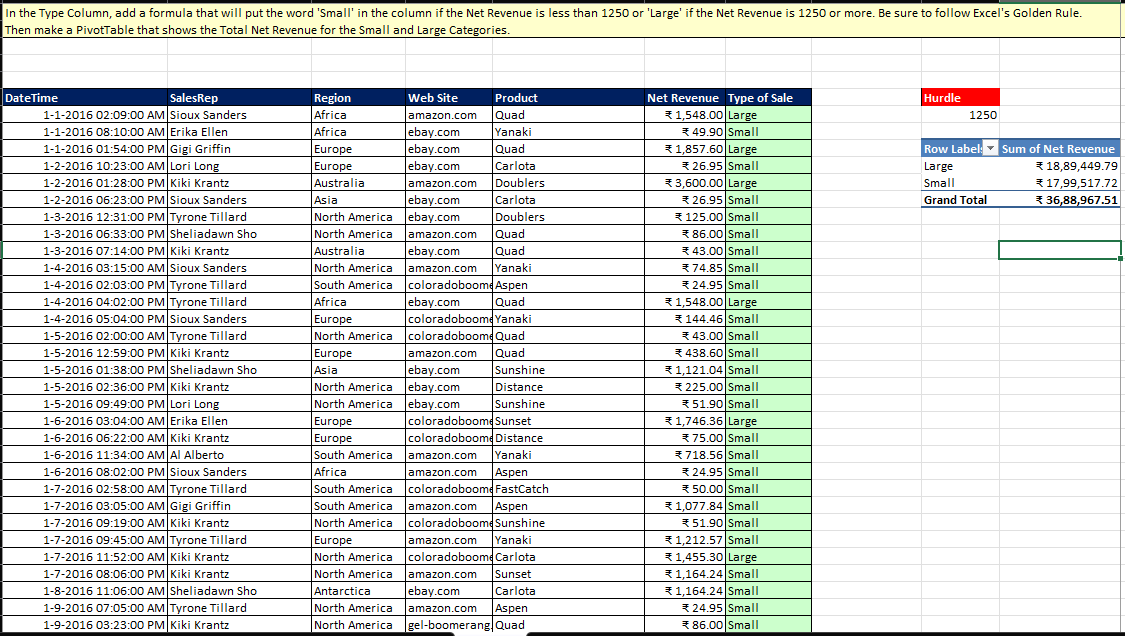 In the Type Column, add a formula that will put the word 'Small' in the column if the Net Revenue is less than 1250 or 'Large' if the Net Revenue is 1250 or more. Be sure to follow Excel's Golden Rule.
Then make a PivotTable that shows the Total Net Revenue for the Small and Large Categories.
DateTime SalesRep Region Web Site Product Net Revenue Type of Sale Hurdle
1-1-2016 02:09:00 AM Sioux Sanders Africa amazon.com Quad ₹ 1,548.00 Large 1250
1-1-2016 08:10:00 AM Erika Ellen Africa ebay.com Yanaki ₹ 49.90 Small
1-1-2016 01:54:00 PM Gigi Griffin Europe ebay.com Quad ₹ 1,857.60 Large Row Label: Sum of Net Revenue
1-2-2016 10:23:00 AM Lori Long Europe ebay.com Carlota ₹ 26.95 Small Large ₹ 18,89,449.79
1-2-2016 01:28:00 PM Kiki Krantz Australia amazon.com Doublers ₹ 3,600.00 Large Small ₹ 17,99,517.72
1-2-2016 06:23:00 PM Sioux Sanders Asia ebay.com Carlota ₹ 26.95 Small Grand Total ₹ 36,88,967.51
1-3-2016 12:31:00 PM Tyrone Tillard North America ebay.com Doublers ₹ 125.00 Small
1-3-2016 06:33:00 PM Sheliadawn Sho North America amazon.com Quad ₹ 86.00 Small
1-3-2016 07:14:00 PM Kiki Krantz Australia ebay.com Quad ₹ 43.00 Small
1-4-2016 03:15:00 AM Sioux Sanders North America amazon.com Yanaki ₹ 74.85 Small
1-4-2016 02:03:00 PM Tyrone Tillard South America coloradoboome Aspen ₹ 24.95 Small
1-4-2016 04:02:00 PM Tyrone Tillard Africa ebay.com Quad ₹ 1,548.00 Large
1-4-2016 05:04:00 PM Sioux Sanders Europe coloradoboome Yanaki ₹ 144.46 Small
1-5-2016 02:00:00 AM Tyrone Tillard North America coloradoboome Quad ₹ 43.00 Small
1-5-2016 12:59:00 PM Kiki Krantz Europe amazon.com Quad ₹ 438.60 Small
1-5-2016 01:38:00 PM Sheliadawn Sho Asia ebay.com Sunshine ₹ 1,121.04 Small
1-5-2016 02:36:00 PM Kiki Krantz North America ebay.com Distance ₹ 225.00 Small
1-5-2016 09:49:00 PM Lori Long North America ebay.com Sunshine ₹ 51.90 Small
1-6-2016 03:04:00 AM Erika Ellen Europe coloradoboome Sunset ₹ 1,746.36 Large
1-6-2016 06:22:00 AM Kiki Krantz Europe coloradoboome Distance ₹ 75.00 Small
1-6-2016 11:34:00 AM Al Alberto South America amazon.com Yanaki ₹ 718.56 Small
1-6-2016 08:02:00 PM Sioux Sanders Africa amazon.com Aspen ₹ 24.95 Small
1-7-2016 02:58:00 AM Tyrone Tillard South America coloradoboome FastCatch ₹ 50.00 Small
1-7-2016 03:05:00 AM Gigi Griffin South America amazon.com Aspen ₹ 1,077.84 Small
1-7-2016 09:19:00 AM Kiki Krantz North America coloradoboome Sunshine ₹ 51.90 Small
1-7-2016 09:45:00 AM Tyrone Tillard Europe amazon.com Yanaki ₹ 1,212.57 Small
1-7-2016 11:52:00 AM Kiki Krantz North America coloradoboome Carlota ₹ 1,455.30 Large
1-7-2016 08:06:00 PM Kiki Krantz North America amazon.com Sunset ₹ 1,164.24 Small
1-8-2016 11:06:00 AM Sheliadawn Sho Antarctica ebay.com Carlota ₹ 1,164.24 Small
1-9-2016 07:05:00 AM Tyrone Tillard North America amazon.com Aspen ₹ 24.95 Small
1-9-2016 03:23:00 PM Kiki Krantz North America gel-boomerang. Quad ₹ 86.00 Small